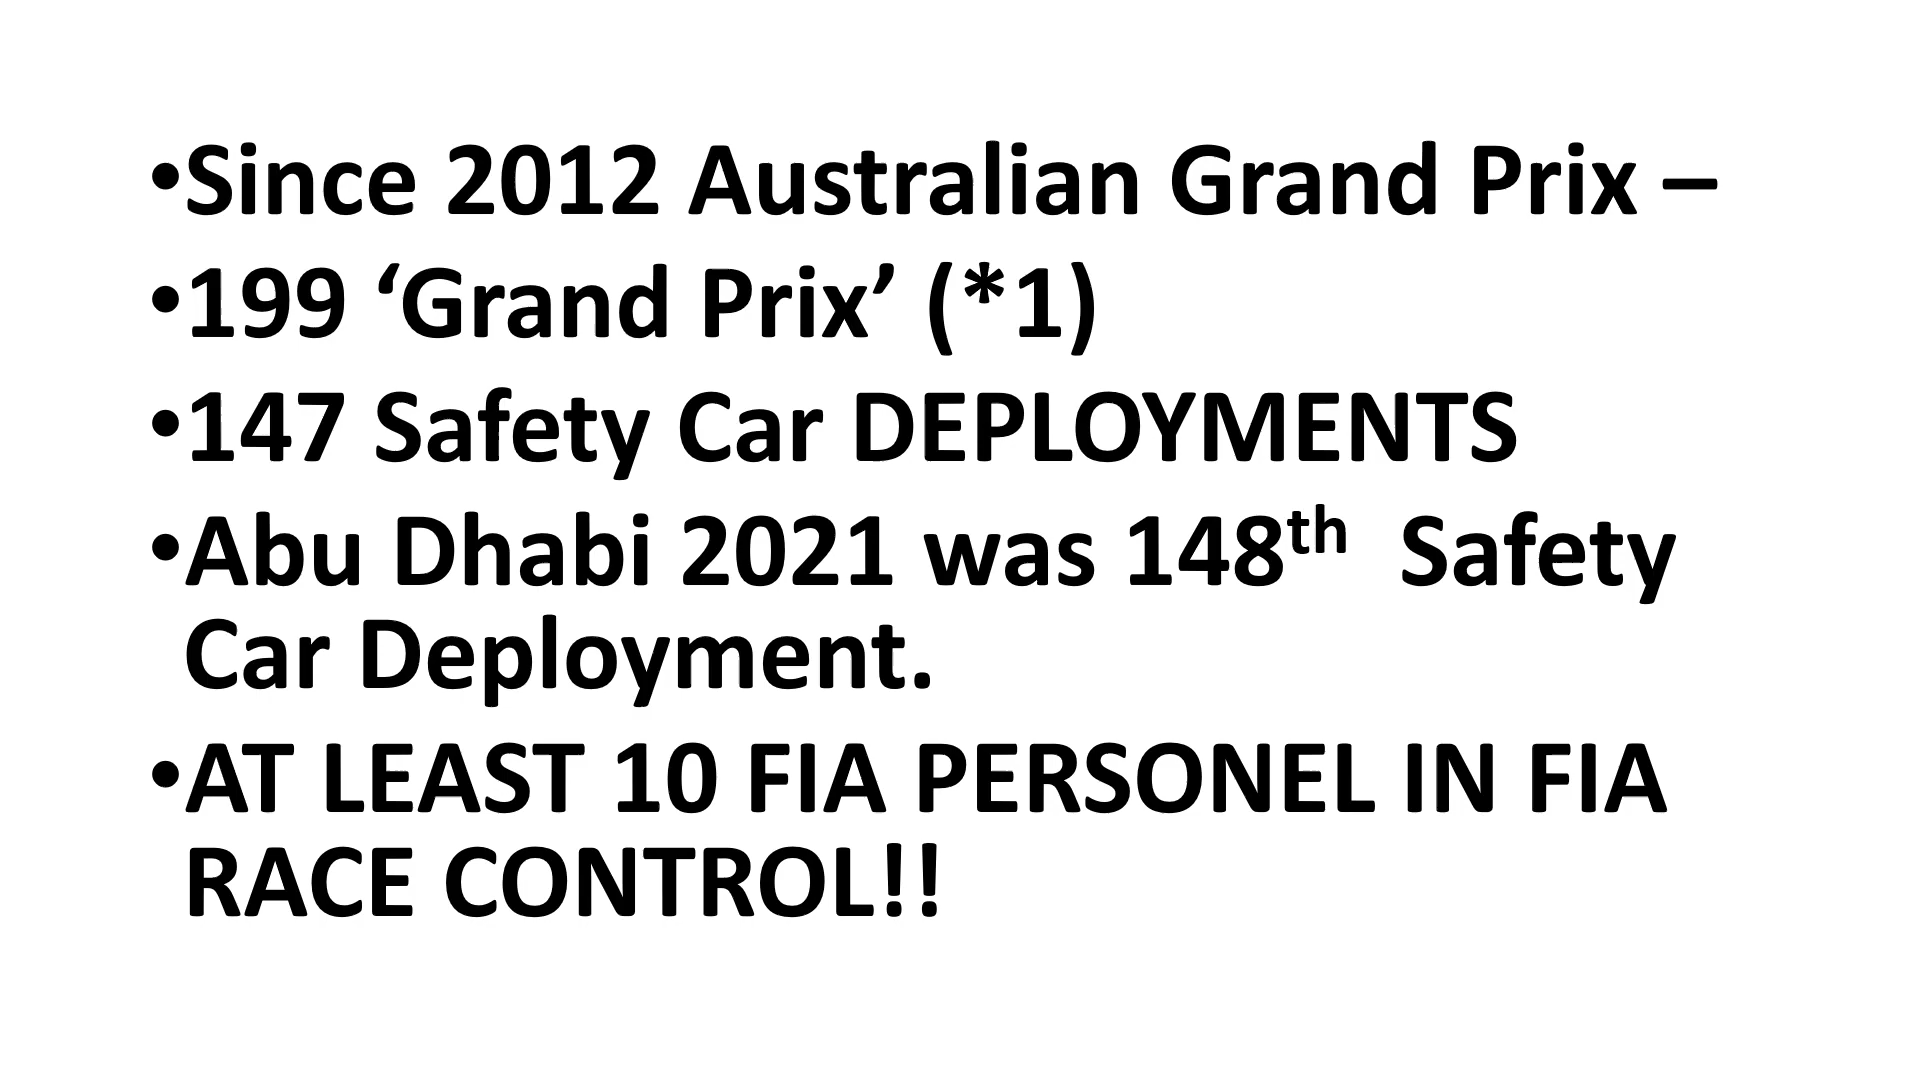 •Since 2012 Australian Grand Prix –
•199 ‘Grand Prix’ (*1)
•147 Safety Car DEPLOYMENTS
•Abu Dhabi 2021 was 148th  Safety
Car Deployment.
•AT LEAST 10 FIA PERSONEL IN FIA
RACE CONTROL!!